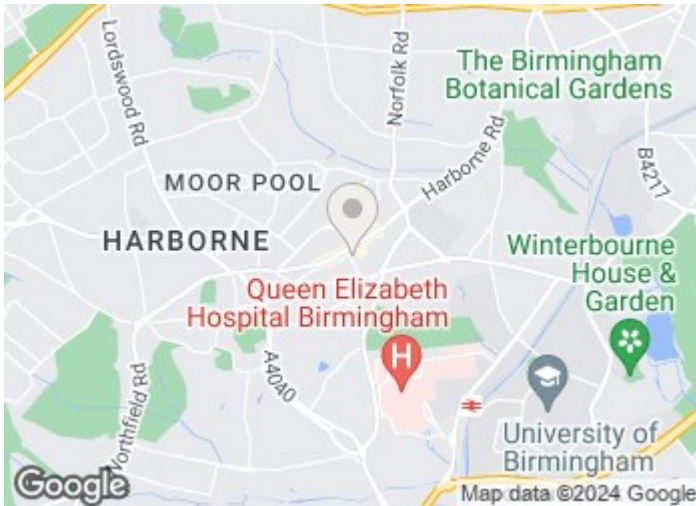 Lordswood Rd
Norfolk Rd
The Birmingham
Botanical Gardens
Harborne Rd
B4217
MOOR POOL
HARBORNE
Winterbourne
House &
Garden
Queen Elizabeth
Hospital Birmingham
H
A4040
Northfield Rd
University of
Birmingham
Google
Map data ©2024 Google